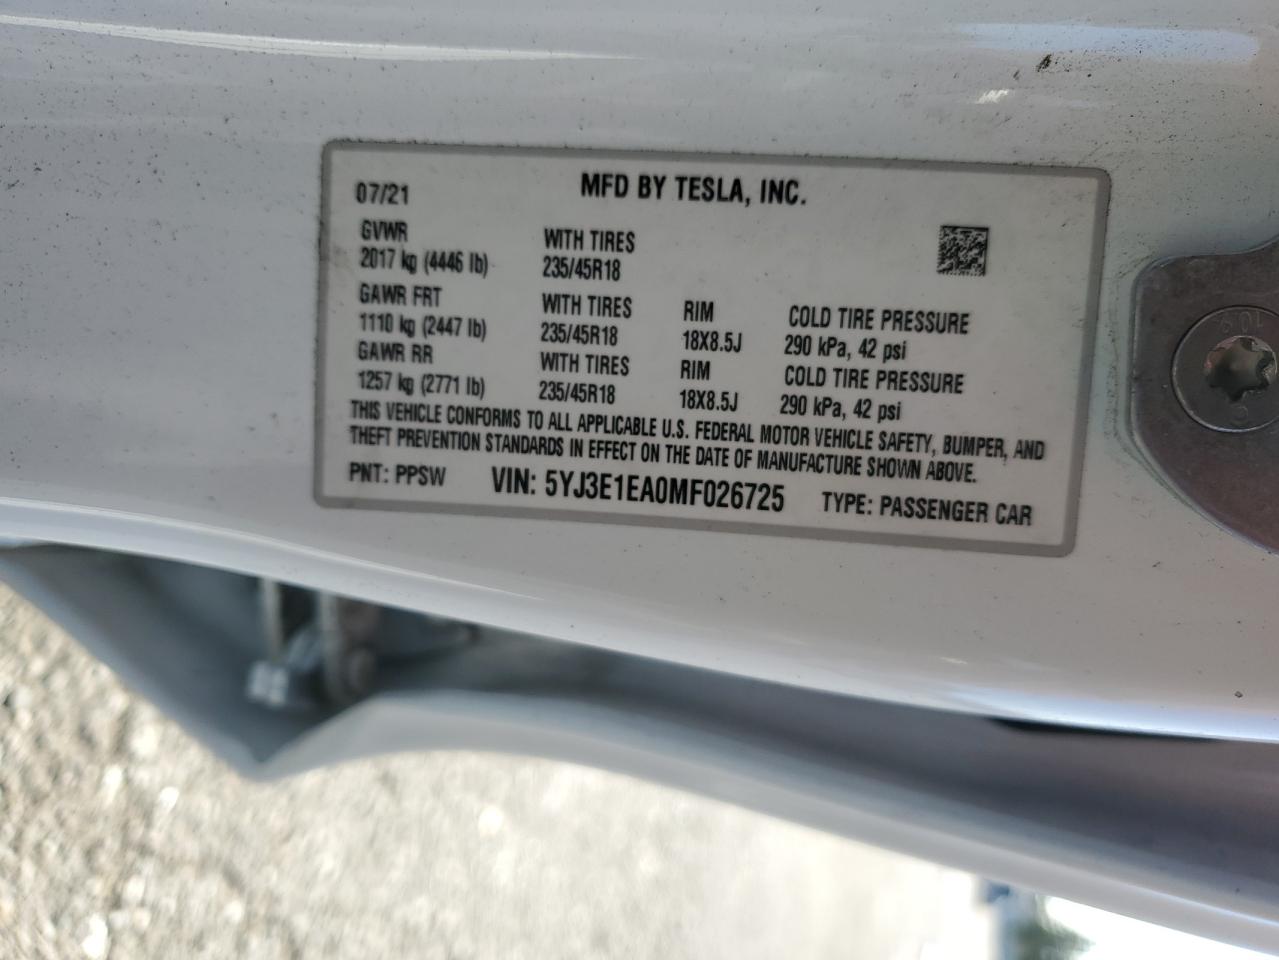 07/21 MFD BY TESLA, INC.
GVWR WITH TIRES
2017 kg (4446 lb) 235/45R18
GAWR FRT WITH TIRES RIM COLD TIRE PRESSURE
1110 kg (2447 lb) 235/45R18 18X8.5J 290 kPa, 42 psi
GAWR RR WITH TIRES RIM COLD TIRE PRESSURE
1257 kg (2771 lb) 235/45R18 18X8.5J 290 kPa, 42 psi
THIS VEHICLE CONFORMS TO ALL APPLICABLE U.S. FEDERAL MOTOR VEHICLE SAFETY, BUMPER, AND
THEFT PREVENTION STANDARDS IN EFFECT ON THE DATE OF MANUFACTURE SHOWN ABOVE.
PNT: PPSW VIN: 5YJ3E1EA0MF026725 TYPE: PASSENGER CAR
10.9